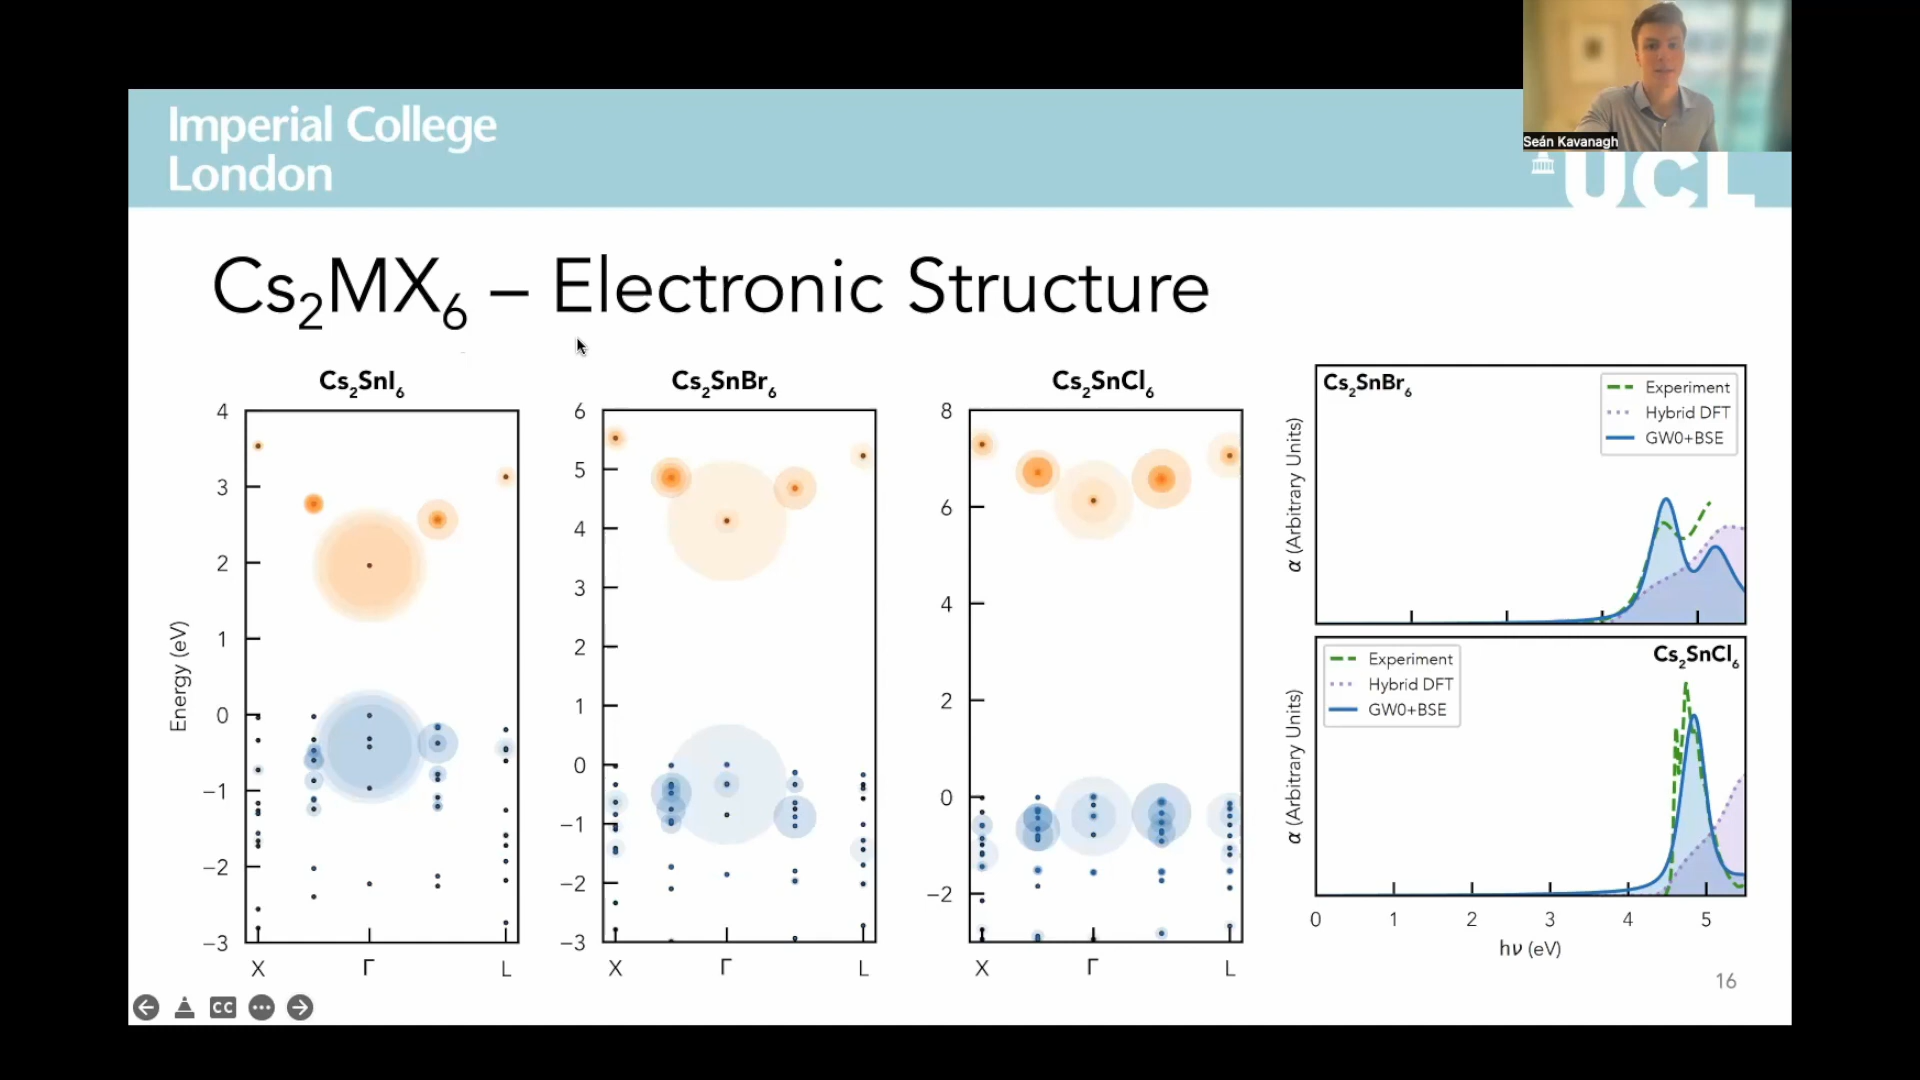 Seán Kavanagh
Imperial College
London
UCL
Cs₂MX₆ – Electronic Structure
Cs₂SnI₆
Cs₂SnBr₆
Cs₂SnCl₆
Energy (eV)
4
3
2
1
0
−1
−2
−3
X
Γ
L
6
5
4
3
2
1
0
−1
−2
−3
X
Γ
L
8
6
4
2
0
−2
X
Γ
L
Cs₂SnBr₆
Experiment
Hybrid DFT
GW0+BSE
α (Arbitrary Units)
Cs₂SnCl₆
Experiment
Hybrid DFT
GW0+BSE
α (Arbitrary Units)
0 1 2 3 4 5
hν (eV)
16
CC